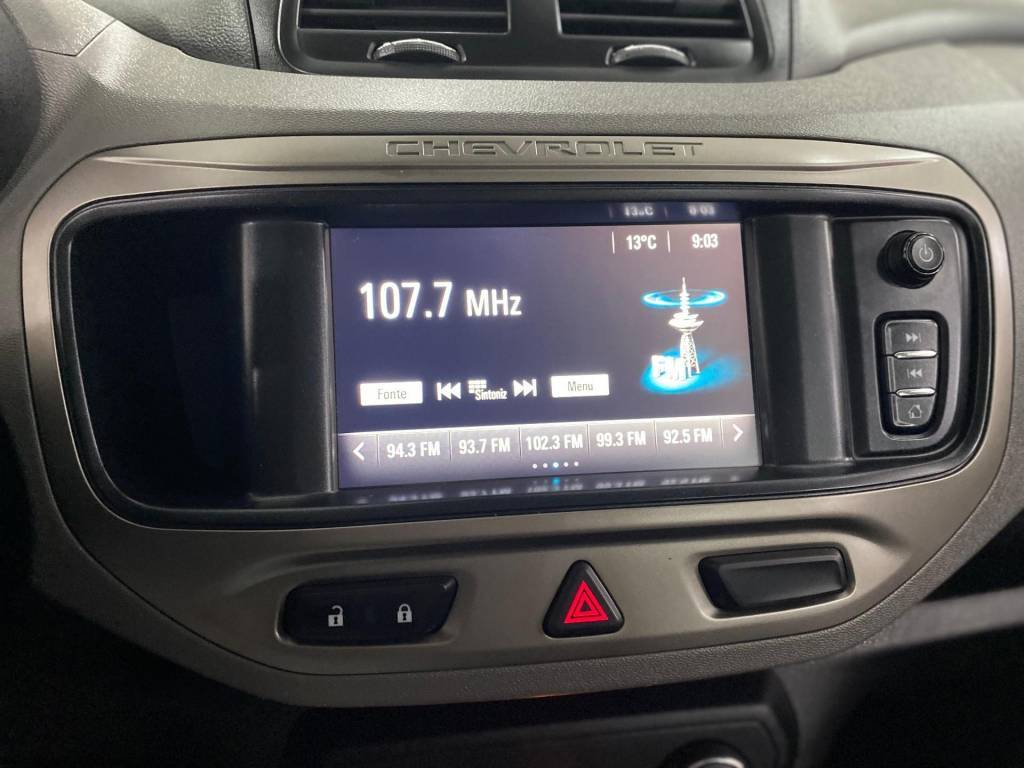 CHEVROLET
13°C 9:03
107.7 MHz
FM
Fonte Sintoniz Menu
94.3 FM 93.7 FM 102.3 FM 99.3 FM 92.5 FM